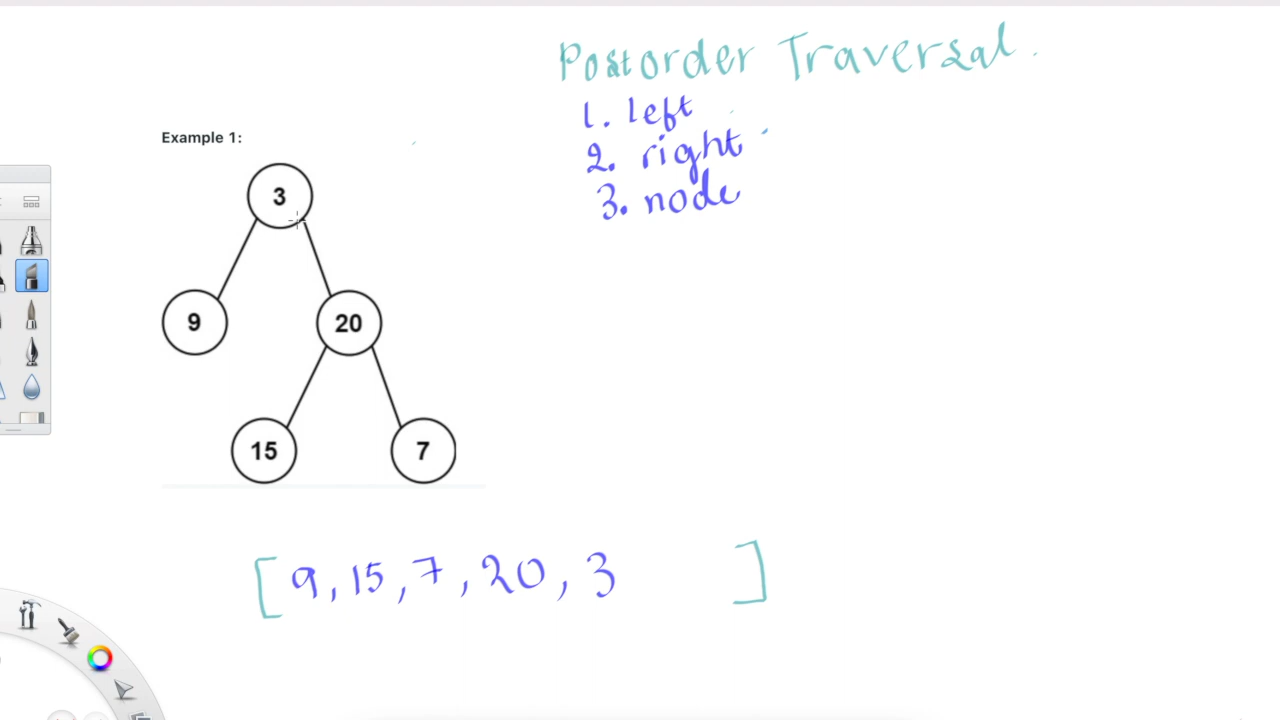 Postorder Traversal.
1. left
2. right
3. node
Example 1:
3
9
20
15
7
[9, 15, 7, 20, 3 ]